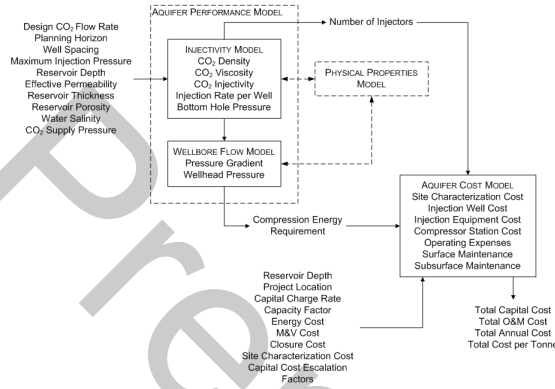 AQUIFER PERFORMANCE MODEL
Design CO₂ Flow Rate
Planning Horizon
Well Spacing
Maximum Injection Pressure
Reservoir Depth
Effective Permeability
Reservoir Thickness
Reservoir Porosity
Water Salinity
CO₂ Supply Pressure
INJECTIVITY MODEL
CO₂ Density
CO₂ Viscosity
CO₂ Injectivity
Injection Rate per Well
Bottom Hole Pressure
Number of Injectors
PHYSICAL PROPERTIES
MODEL
WELLBORE FLOW MODEL
Pressure Gradient
Wellhead Pressure
Compression Energy
Requirement
AQUIFER COST MODEL
Site Characterization Cost
Injection Well Cost
Injection Equipment Cost
Compressor Station Cost
Operating Expenses
Surface Maintenance
Subsurface Maintenance
Reservoir Depth
Project Location
Capital Charge Rate
Capacity Factor
Energy Cost
M&V Cost
Closure Cost
Site Characterization Cost
Capital Cost Escalation
Factors
Total Capital Cost
Total O&M Cost
Total Annual Cost
Total Cost per Tonne